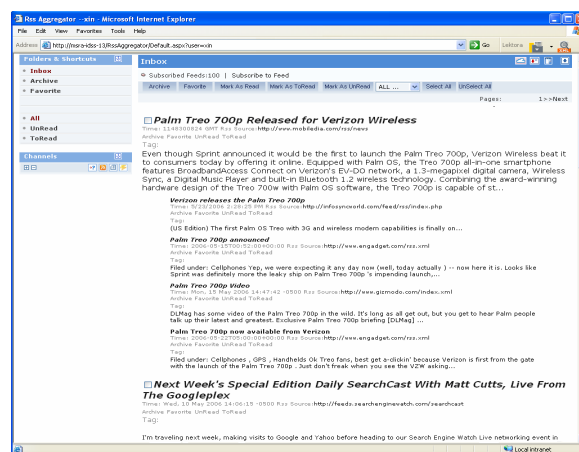 Rss Aggregator --xin - Microsoft Internet Explorer
File Edit View Favorites Tools Help
Address http://msra-idss-13/RssAggregator/Default.aspx?user=xin Go Lektora
Folders & Shortcuts
Inbox
Archive
Favorite
All
UnRead
ToRead
Channels
Inbox
Subscribed Feeds:100 | Subscribe to Feed
Archive Favorite Mark As Read Mark As ToRead Mark As UnRead ALL ... Select All UnSelect All
Pages: 1>>Next
Palm Treo 700p Released for Verizon Wireless
Time: 1148300824 GMT Rss Source:http://www.mobiledia.com/rss/news
Archive Favorite UnRead ToRead
Tag:
Even though Sprint announced it would be the first to launch the Palm Treo 700p, Verizon Wireless beat it
to consumers today by offering it online. Equipped with Palm OS, the Treo 700p all-in-one smartphone
features BroadbandAccess Connect on Verizon's EV-DO network, a 1.3-megapixel digital camera, Wireless
Sync, a Digital Music Player and built-in Bluetooth 1.2 wireless technology. Combining the award-winning
hardware design of the Treo 700w with Palm OS software, the Treo 700p is capable of st...
Verizon releases the Palm Treo 700p
Time: 5/23/2006 2:28:25 PM Rss Source:http://infosyncworld.com/feed/rss/index.php
Archive Favorite UnRead ToRead
Tag:
(US Edition) The first Palm OS Treo with 3G and wireless modem capabilities is finally on...
Palm Treo 700p announced
Time: 2006-05-15T00:52:00+00:00 Rss Source:http://www.engadget.com/rss.xml
Archive Favorite UnRead ToRead
Tag:
Filed under: Cellphones Yep, we were expecting it any day now (well, today actually ) -- now here it is. Looks like
Sprint was definitely more the leaky ship on Palm Treo 700p 's impending launch,...
Palm Treo 700p Video
Time: Mon, 15 May 2006 14:47:42 -0500 Rss Source:http://www.gizmodo.com/index.xml
Archive Favorite UnRead ToRead
Tag:
DLMag has some video of the Palm Treo 700p in the wild. It's long as all get out, but you get to hear Palm people
talk up their latest and greatest. Exclusive Palm Treo 700p briefing [DLMag] ...
Palm Treo 700p now available from Verizon
Time: 2006-05-22T05:00:00+00:00 Rss Source:http://www.engadget.com/rss.xml
Archive Favorite UnRead ToRead
Tag:
Filed under: Cellphones , GPS , Handhelds Ok Treo fans, best get a-clickin' because Verizon is first from the gate
with the launch of the Palm Treo 700p . Just don't freak when you see the VZW asking...
Next Week's Special Edition Daily SearchCast With Matt Cutts, Live From
The Googleplex
Time: Wed, 10 May 2006 14:06:15 -0500 Rss Source:http://feeds.searchenginewatch.com/searchcast
Archive Favorite UnRead ToRead
Tag:
I'm traveling next week, making visits to Google and Yahoo before heading to our Search Engine Watch Live networking event in
Local intranet